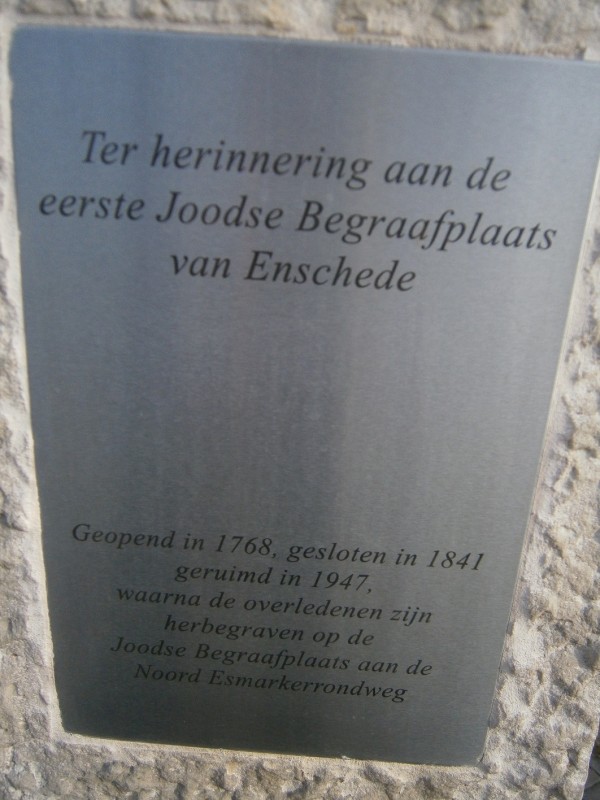 Ter herinnering aan de
eerste Joodse Begraafplaats
van Enschede
Geopend in 1768, gesloten in 1841
geruimd in 1947,
waarna de overledenen zijn
herbegraven op de
Joodse Begraafplaats aan de
Noord Esmarkerrondweg